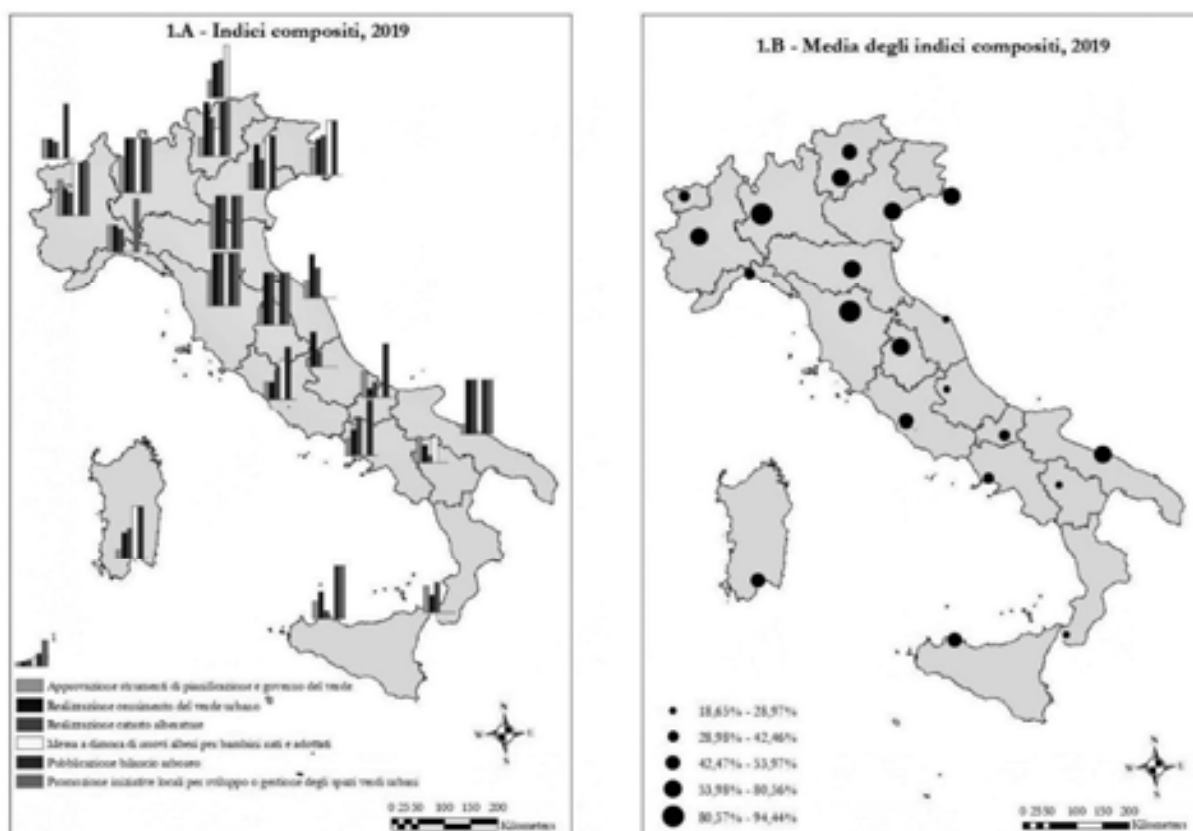 1.A - Indici compositi, 2019
1
Approvazione strumenti di pianificazione e governo del verde
Realizzazione censimento del verde urbano
Realizzazione catasto alberature
Messa a dimora di nuovi alberi per bambini nati e adottati
Pubblicazione bilancio arboreo
Promozione iniziative locali per sviluppo o gestione degli spazi verdi urbani
N
W E
S
0 25 50 100 150 200
Kilometers
1.B - Media degli indici compositi, 2019
18,65% - 28,97%
28,98% - 42,46%
42,47% - 53,97%
53,98% - 80,56%
80,57% - 94,44%
N
W E
S
0 25 50 100 150 200
Kilometers